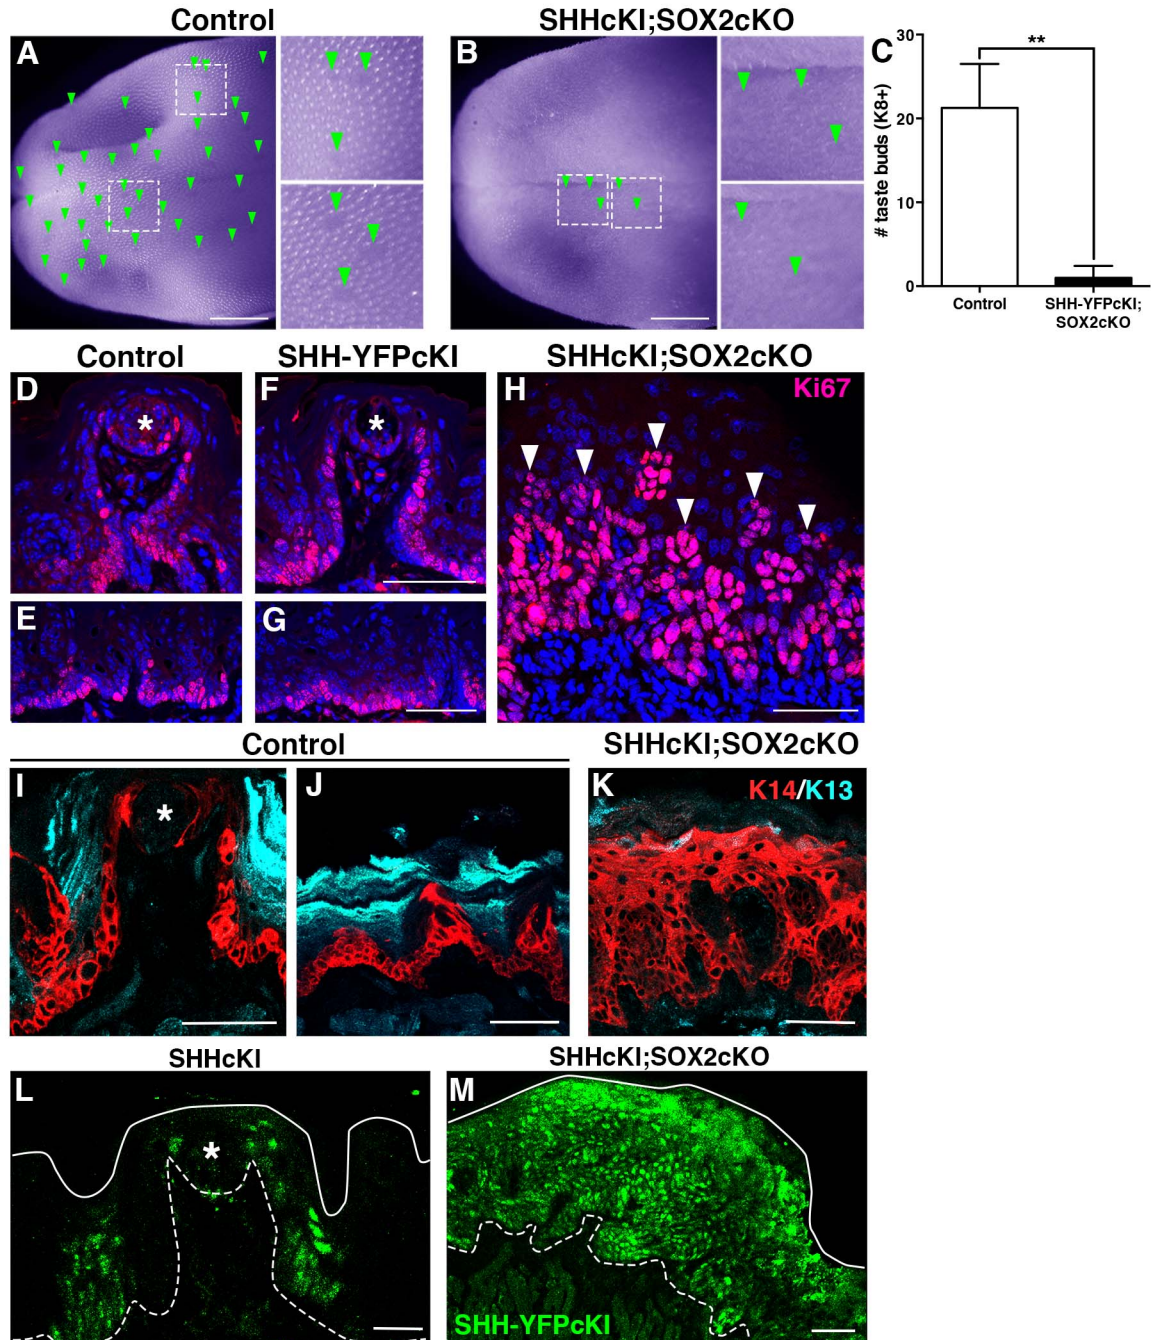 Control
SHHcKI;SOX2cKO
A
B
C
# taste buds (K8+)
30
20
10
0
**
Control
SHH-YFPcKI;
SOX2cKO
Control
SHH-YFPcKI
SHHcKI;SOX2cKO
D
*
F
*
H
Ki67
E
G
Control
SHHcKI;SOX2cKO
I
*
J
K
K14/K13
SHHcKI
SHHcKI;SOX2cKO
L
*
M
SHH-YFPcKI